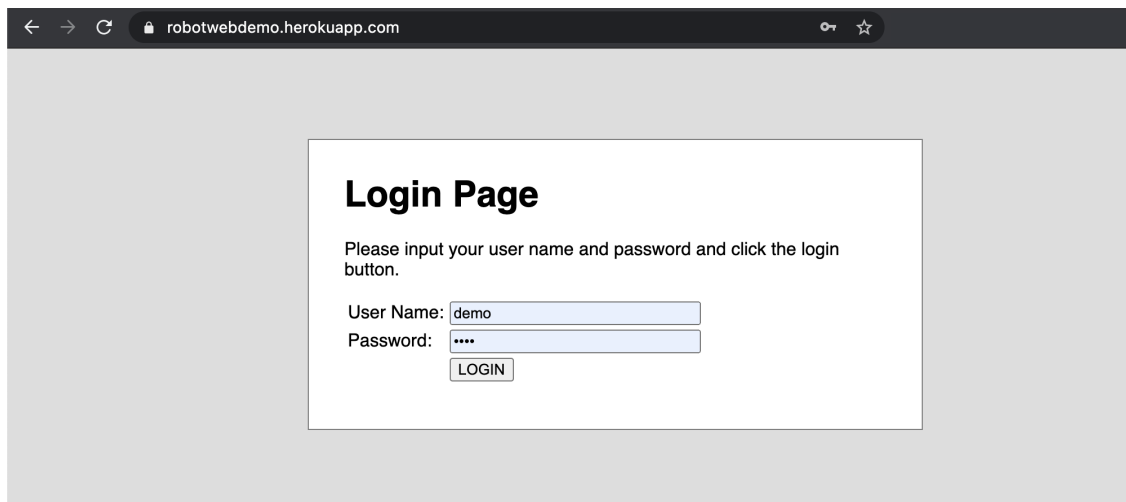 robotwebdemo.herokuapp.com
Login Page
Please input your user name and password and click the login
button.
User Name: demo
Password: ••••
LOGIN